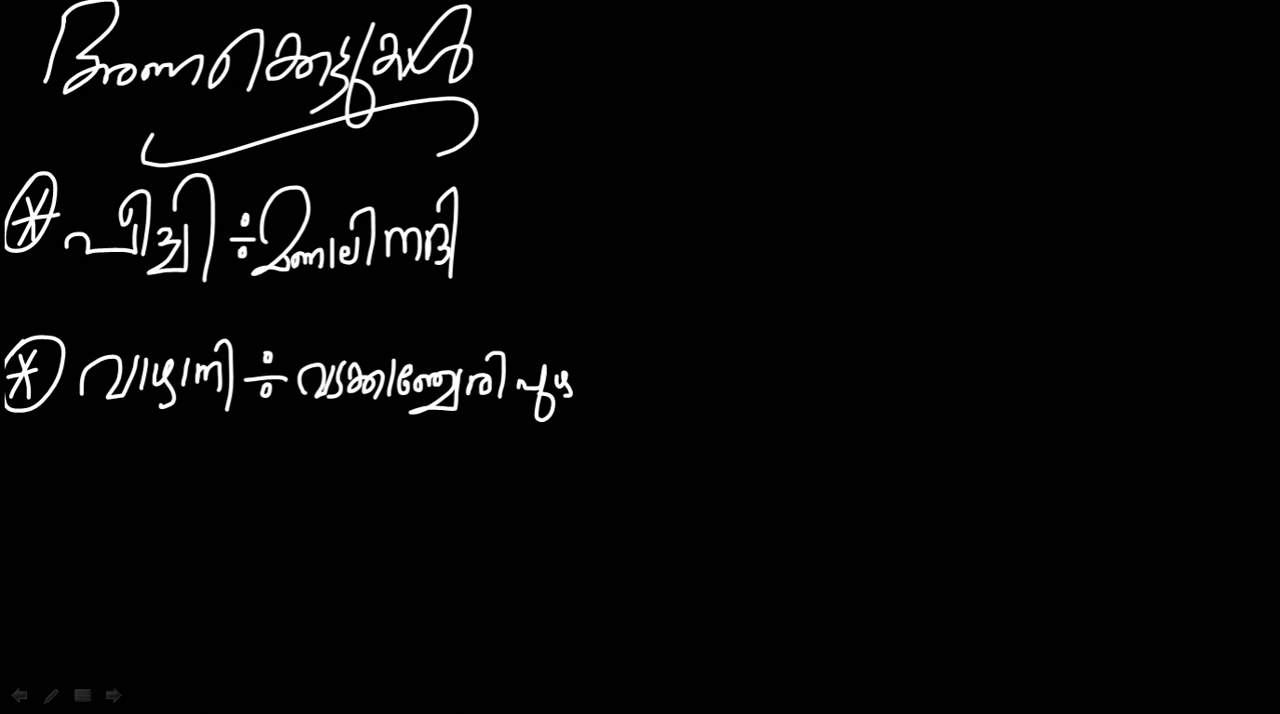 അണക്കെട്ടുകൾ
* പീച്ചി ÷ മണലിനദി
* വാഴാനി ÷ വടക്കാഞ്ചേരിപുഴ